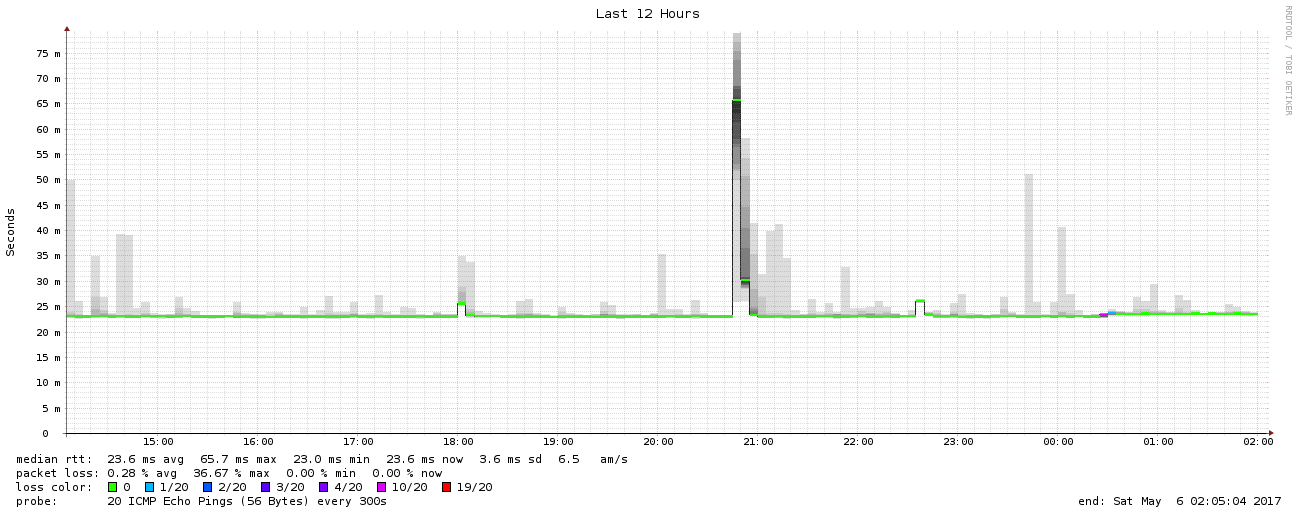 Last 12 Hours
RRDTOOL / TOBI OETIKER
Seconds
75 m
70 m
65 m
60 m
55 m
50 m
45 m
40 m
35 m
30 m
25 m
20 m
15 m
10 m
5 m
0
15:00 16:00 17:00 18:00 19:00 20:00 21:00 22:00 23:00 00:00 01:00 02:00
median rtt: 23.6 ms avg 65.7 ms max 23.0 ms min 23.6 ms now 3.6 ms sd 6.5 am/s
packet loss: 0.28 % avg 36.67 % max 0.00 % min 0.00 % now
loss color: 0 1/20 2/20 3/20 4/20 10/20 19/20
probe: 20 ICMP Echo Pings (56 Bytes) every 300s end: Sat May 6 02:05:04 2017